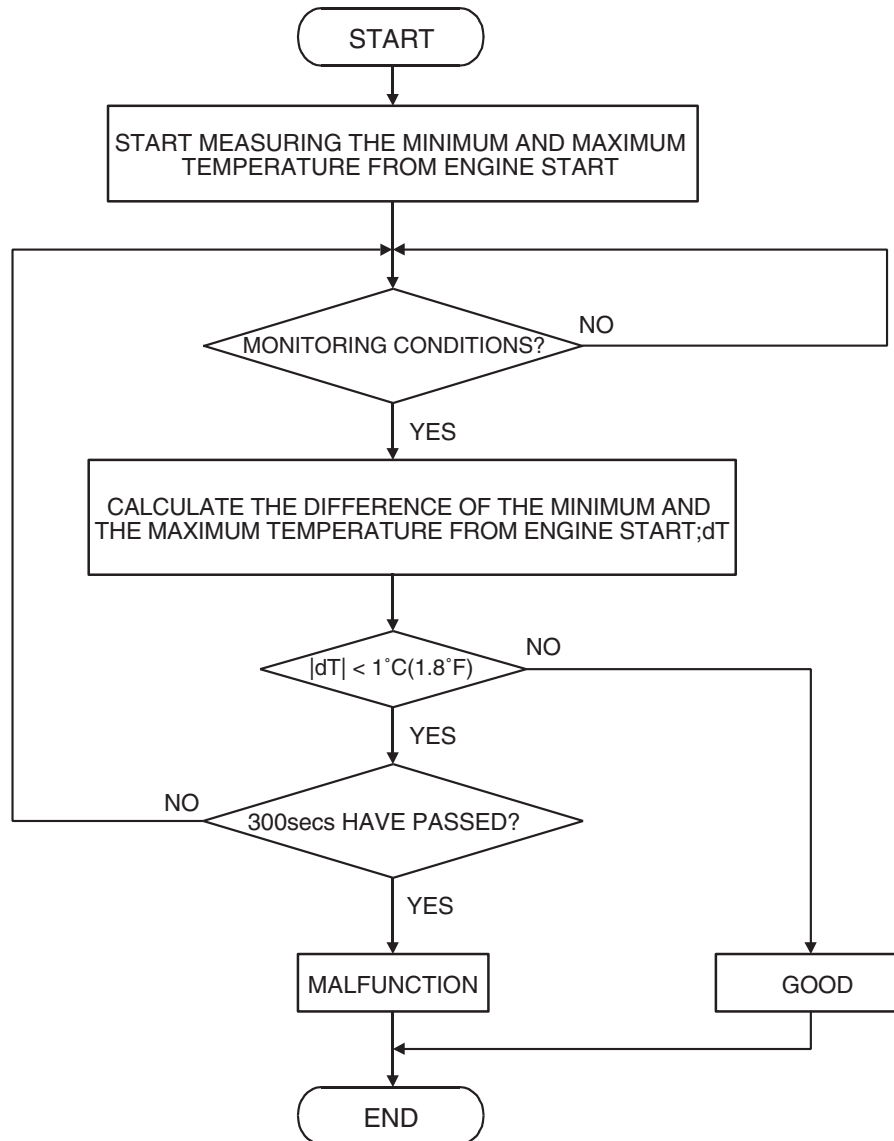 START
START MEASURING THE MINIMUM AND MAXIMUM
TEMPERATURE FROM ENGINE START
MONITORING CONDITIONS?
NO
YES
CALCULATE THE DIFFERENCE OF THE MINIMUM AND
THE MAXIMUM TEMPERATURE FROM ENGINE START;dT
|dT| < 1˚C(1.8˚F)
NO
YES
300secs HAVE PASSED?
NO
YES
MALFUNCTION
GOOD
END